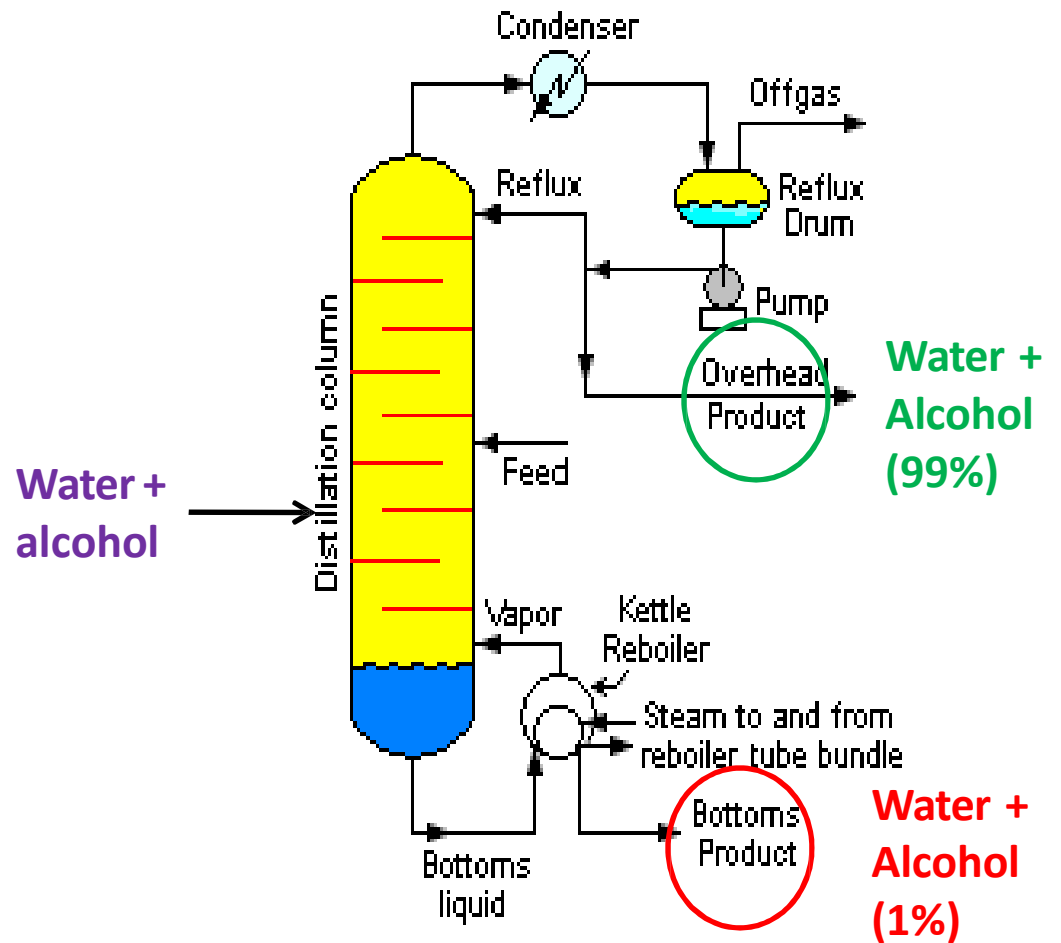 Condenser
Offgas
Reflux
Reflux
Drum
Pump
Overhead
Product
Water +
Alcohol
(99%)
Distillation column
Feed
Water +
alcohol
Vapor
Kettle
Reboiler
Steam to and from
reboiler tube bundle
Bottoms
Product
Water +
Alcohol
(1%)
Bottoms
liquid